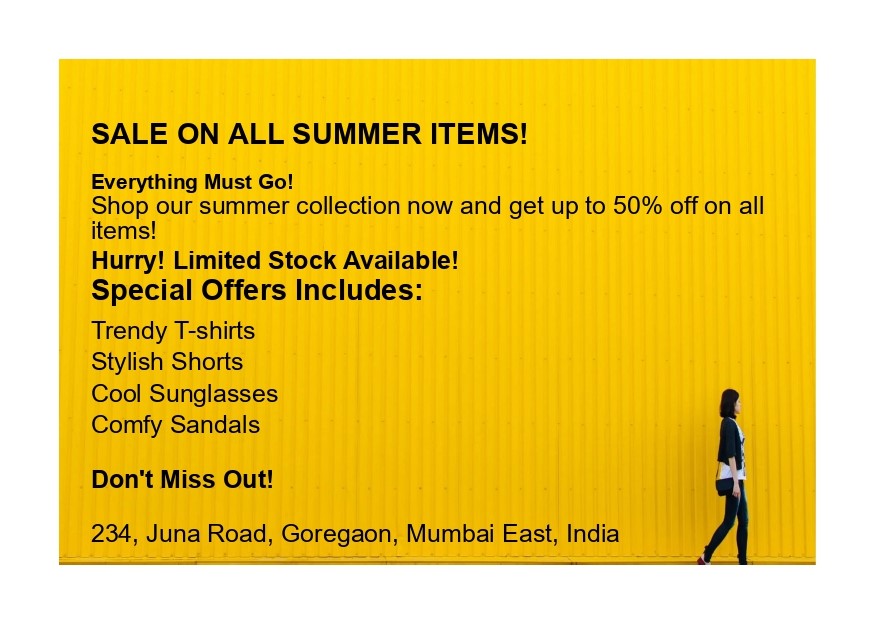 SALE ON ALL SUMMER ITEMS!
Everything Must Go!
Shop our summer collection now and get up to 50% off on all
items!
Hurry! Limited Stock Available!
Special Offers Includes:
Trendy T-shirts
Stylish Shorts
Cool Sunglasses
Comfy Sandals
Don't Miss Out!
234, Juna Road, Goregaon, Mumbai East, India